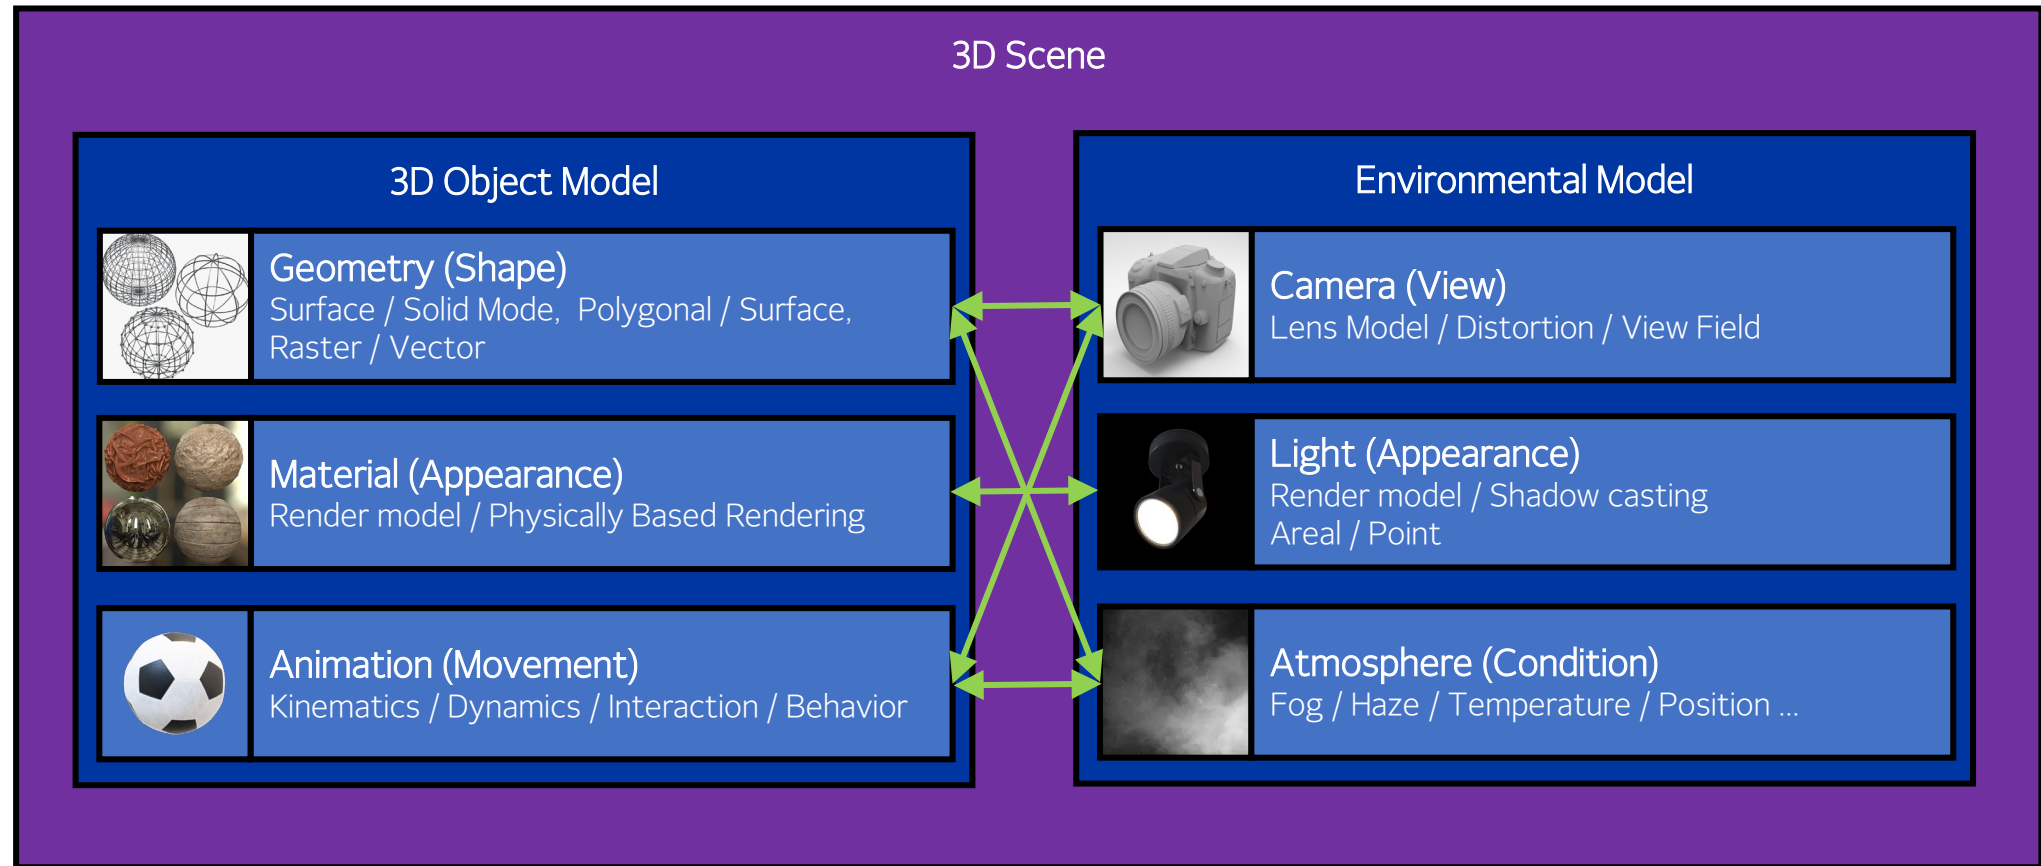 3D Scene
3D Object Model
Geometry (Shape)
Surface / Solid Mode,  Polygonal / Surface,
Raster / Vector
Material (Appearance)
Render model / Physically Based Rendering
Animation (Movement)
Kinematics / Dynamics / Interaction / Behavior
Environmental Model
Camera (View)
Lens Model / Distortion / View Field
Light (Appearance)
Render model / Shadow casting
Areal / Point
Atmosphere (Condition)
Fog / Haze / Temperature / Position ...